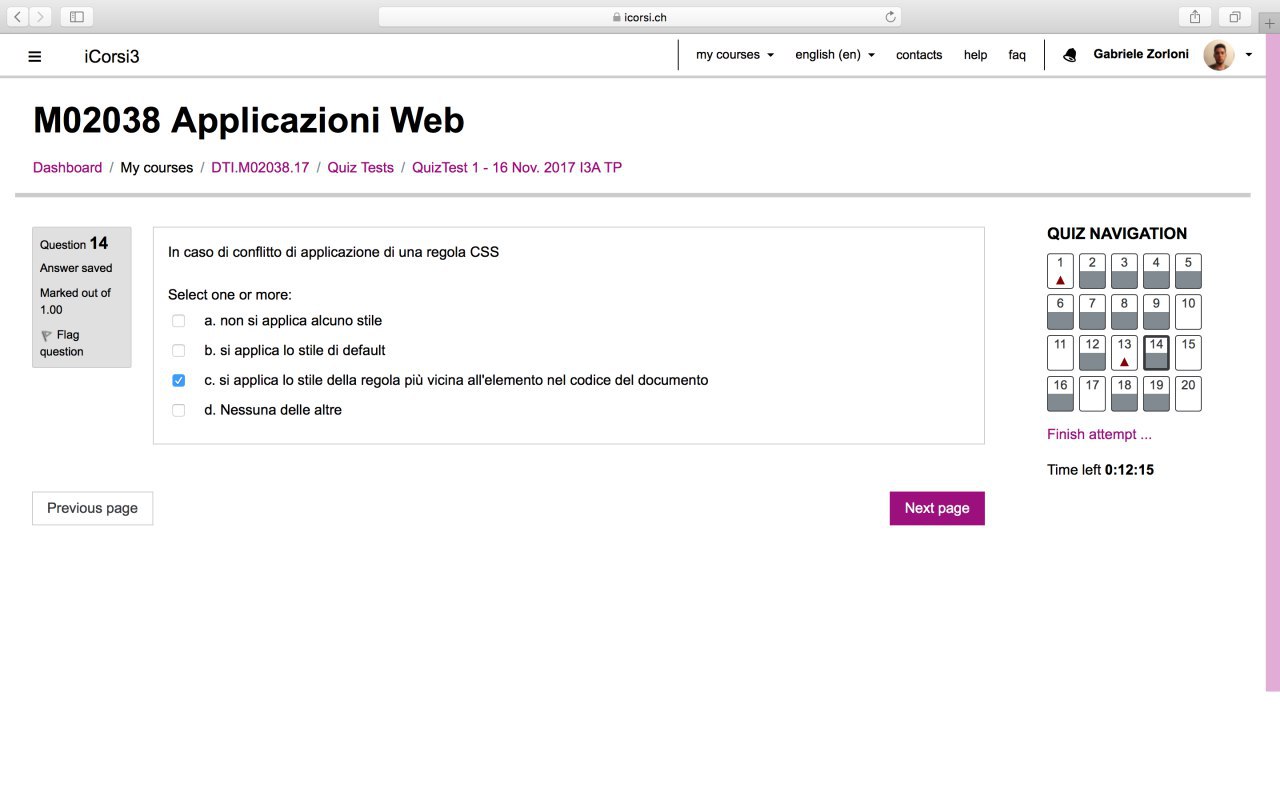 icorsi.ch
iCorsi3
my courses
english (en)
contacts
help
faq
Gabriele Zorloni
M02038 Applicazioni Web
Dashboard / My courses / DTI.M02038.17 / Quiz Tests / QuizTest 1 - 16 Nov. 2017 I3A TP
Question 14
Answer saved
Marked out of
1.00
Flag
question
In caso di conflitto di applicazione di una regola CSS
Select one or more:
a. non si applica alcuno stile
b. si applica lo stile di default
c. si applica lo stile della regola più vicina all'elemento nel codice del documento
d. Nessuna delle altre
Previous page
Next page
QUIZ NAVIGATION
1 2 3 4 5
6 7 8 9 10
11 12 13 14 15
16 17 18 19 20
Finish attempt ...
Time left 0:12:15